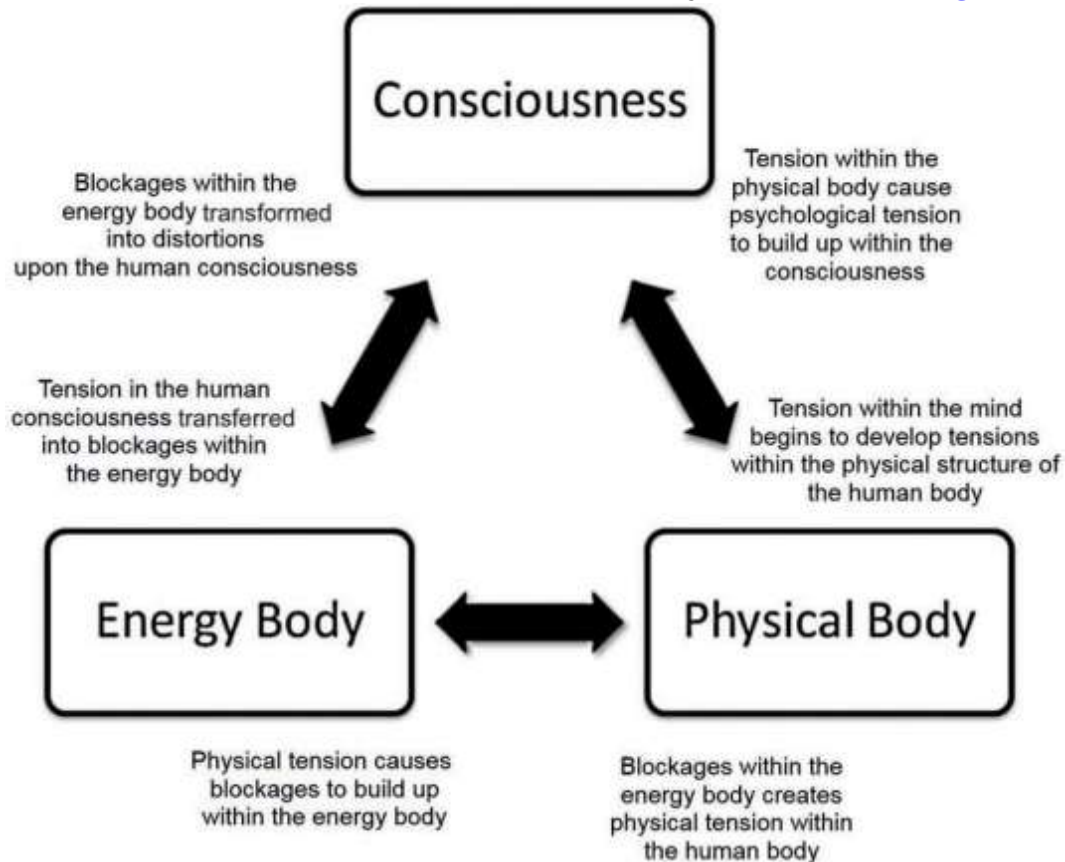 Consciousness
Blockages within the
energy body transformed
into distortions
upon the human consciousness
Tension within the
physical body cause
psychological tension
to build up within the
consciousness
Tension in the human
consciousness transferred
into blockages within
the energy body
Tension within the mind
begins to develop tensions
within the physical structure of
the human body
Energy Body
Physical Body
Physical tension causes
blockages to build up
within the energy body
Blockages within the
energy body creates
physical tension within
the human body